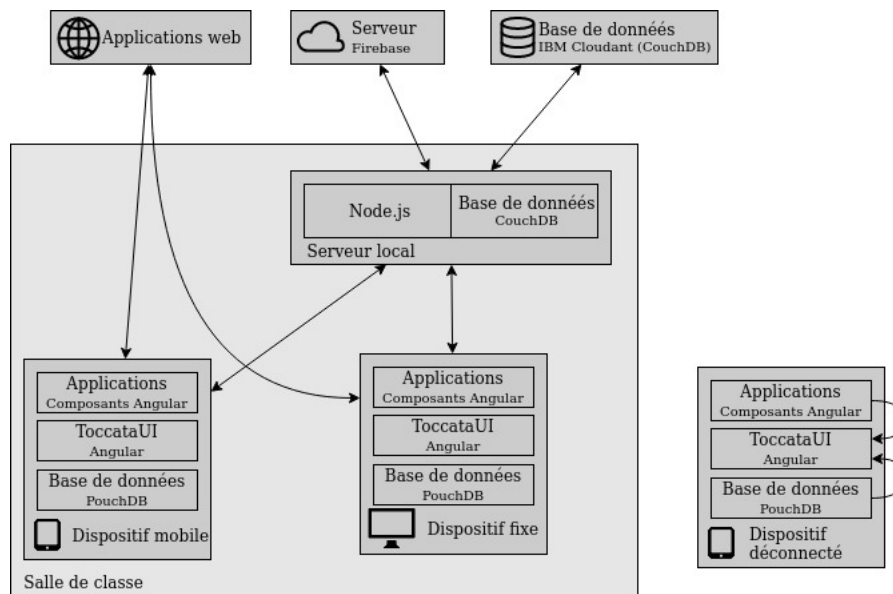 Applications web
Serveur
Firebase
Base de donnéés
IBM Cloudant (CouchDB)
Node.js
Base de donnéés
CouchDB
Serveur local
Applications
Composants Angular
ToccataUI
Angular
Base de données
PouchDB
Dispositif mobile
Applications
Composants Angular
ToccataUI
Angular
Base de données
PouchDB
Dispositif fixe
Salle de classe
Applications
Composants Angular
ToccataUI
Angular
Base de données
PouchDB
Dispositif
déconnecté